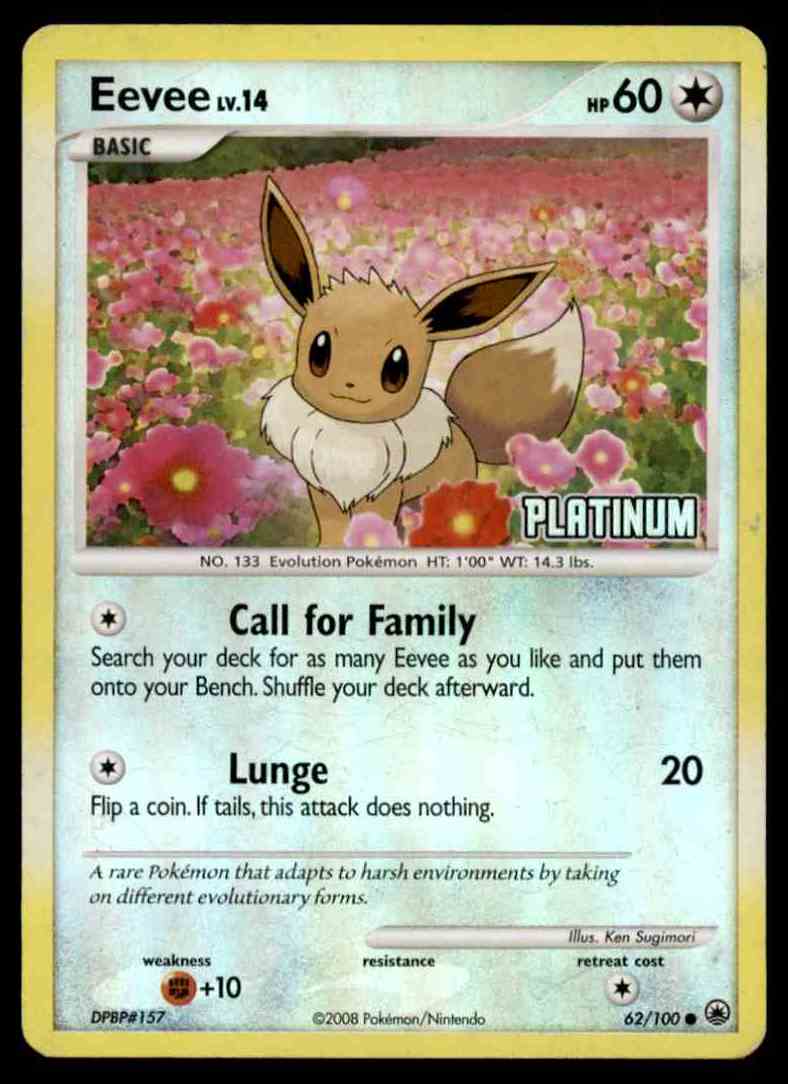 Eevee LV.14
HP 60
BASIC
PLATINUM
NO. 133 Evolution Pokémon HT: 1'00" WT: 14.3 lbs.
Call for Family
Search your deck for as many Eevee as you like and put them
onto your Bench. Shuffle your deck afterward.
Lunge 20
Flip a coin. If tails, this attack does nothing.
A rare Pokémon that adapts to harsh environments by taking
on different evolutionary forms.
Illus. Ken Sugimori
weakness resistance retreat cost
+10
DPBP#157 ©2008 Pokémon/Nintendo 62/100